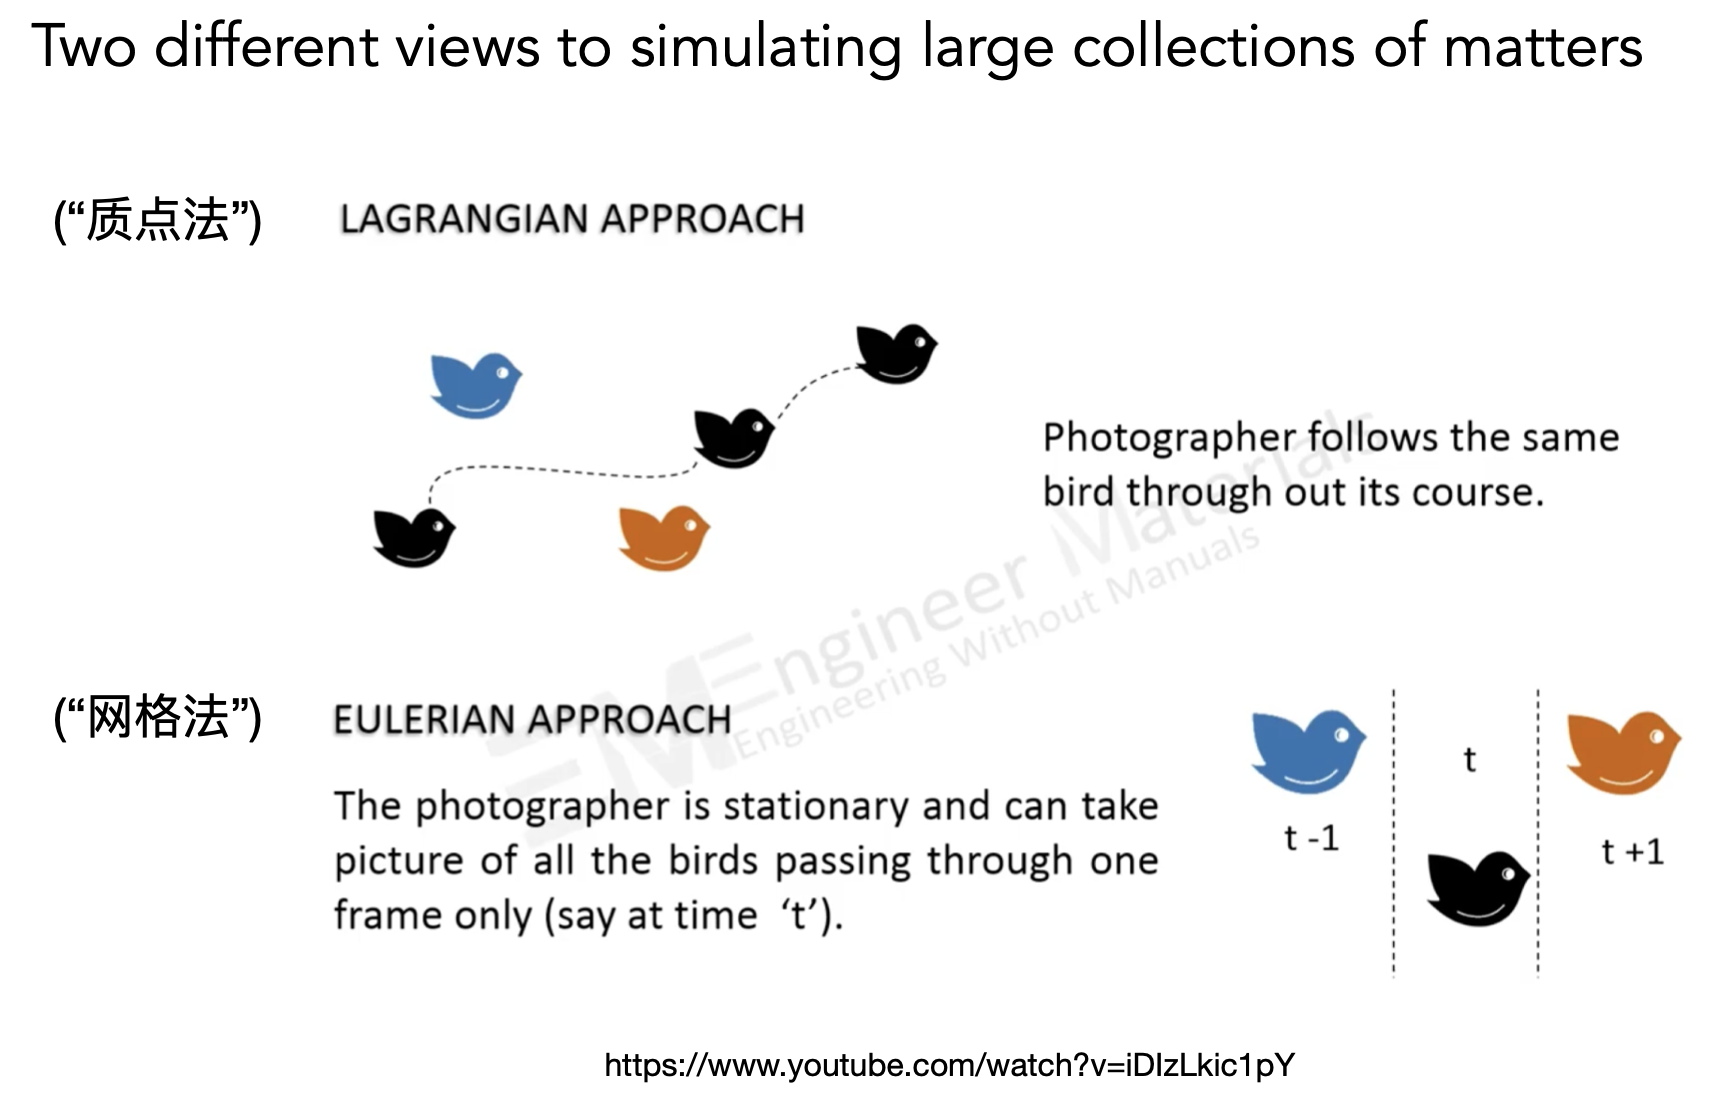 Two different views to simulating large collections of matters
(“质点法”) LAGRANGIAN APPROACH
Photographer follows the same
bird through out its course.
Engineer Materials
Engineering Without Manuals
(“网格法”) EULERIAN APPROACH
The photographer is stationary and can take
picture of all the birds passing through one
frame only (say at time ‘t’).
t
t -1
t +1
https://www.youtube.com/watch?v=iDIzLkic1pY